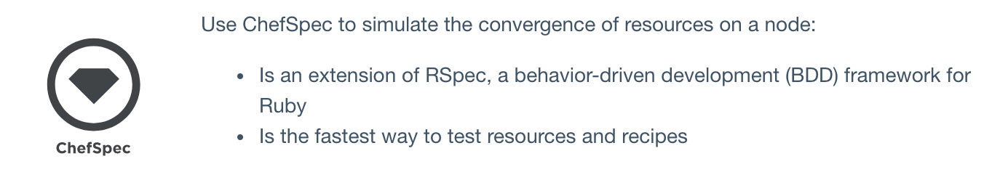 Use ChefSpec to simulate the convergence of resources on a node:
• Is an extension of RSpec, a behavior-driven development (BDD) framework for
Ruby
• Is the fastest way to test resources and recipes
ChefSpec